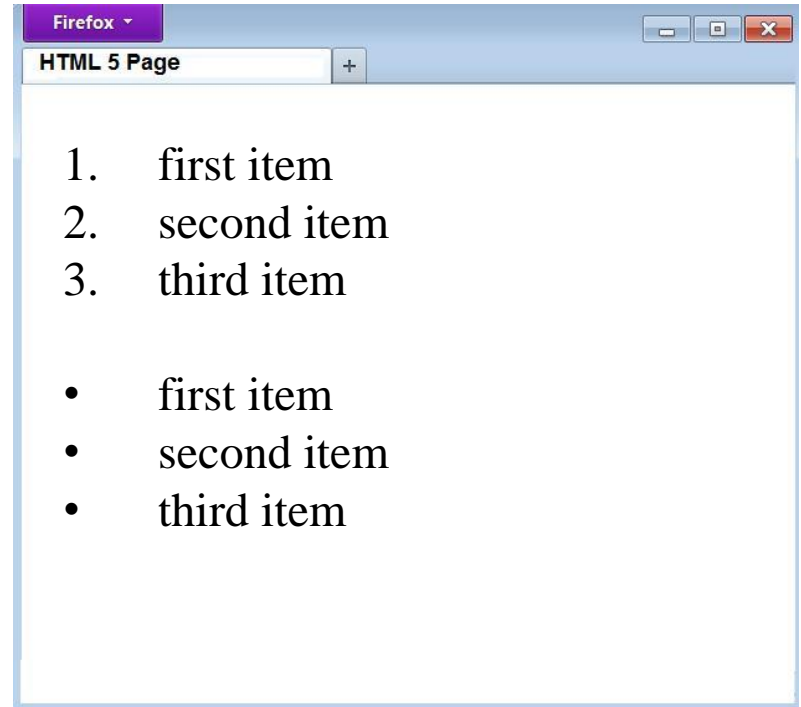 Firefox
HTML 5 Page
1. first item
2. second item
3. third item
• first item
• second item
• third item